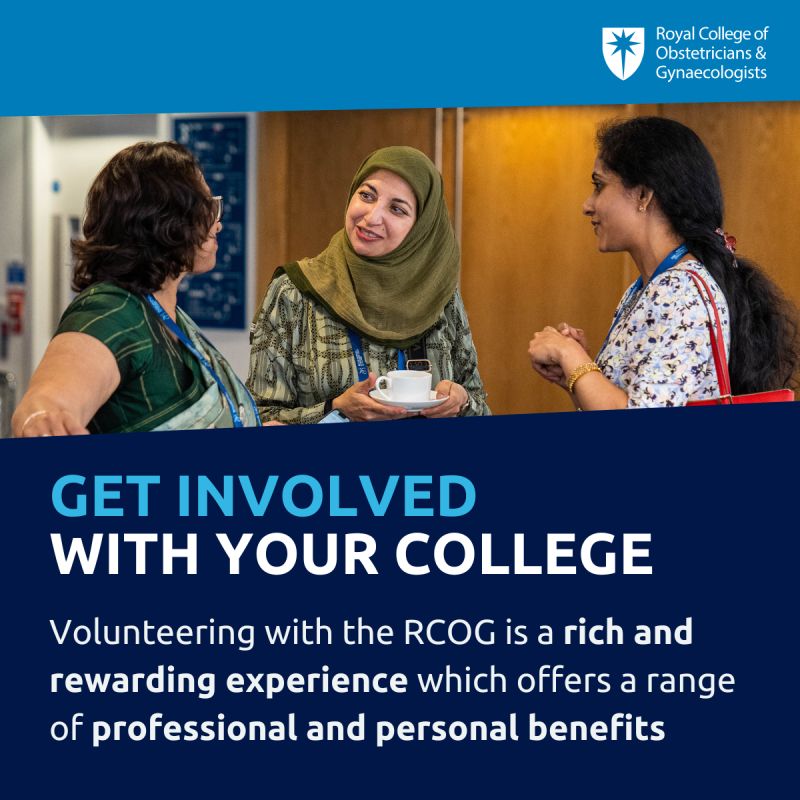 Royal College of
Obstetricians &
Gynaecologists
GET INVOLVED
WITH YOUR COLLEGE
Volunteering with the RCOG is a rich and
rewarding experience which offers a range
of professional and personal benefits